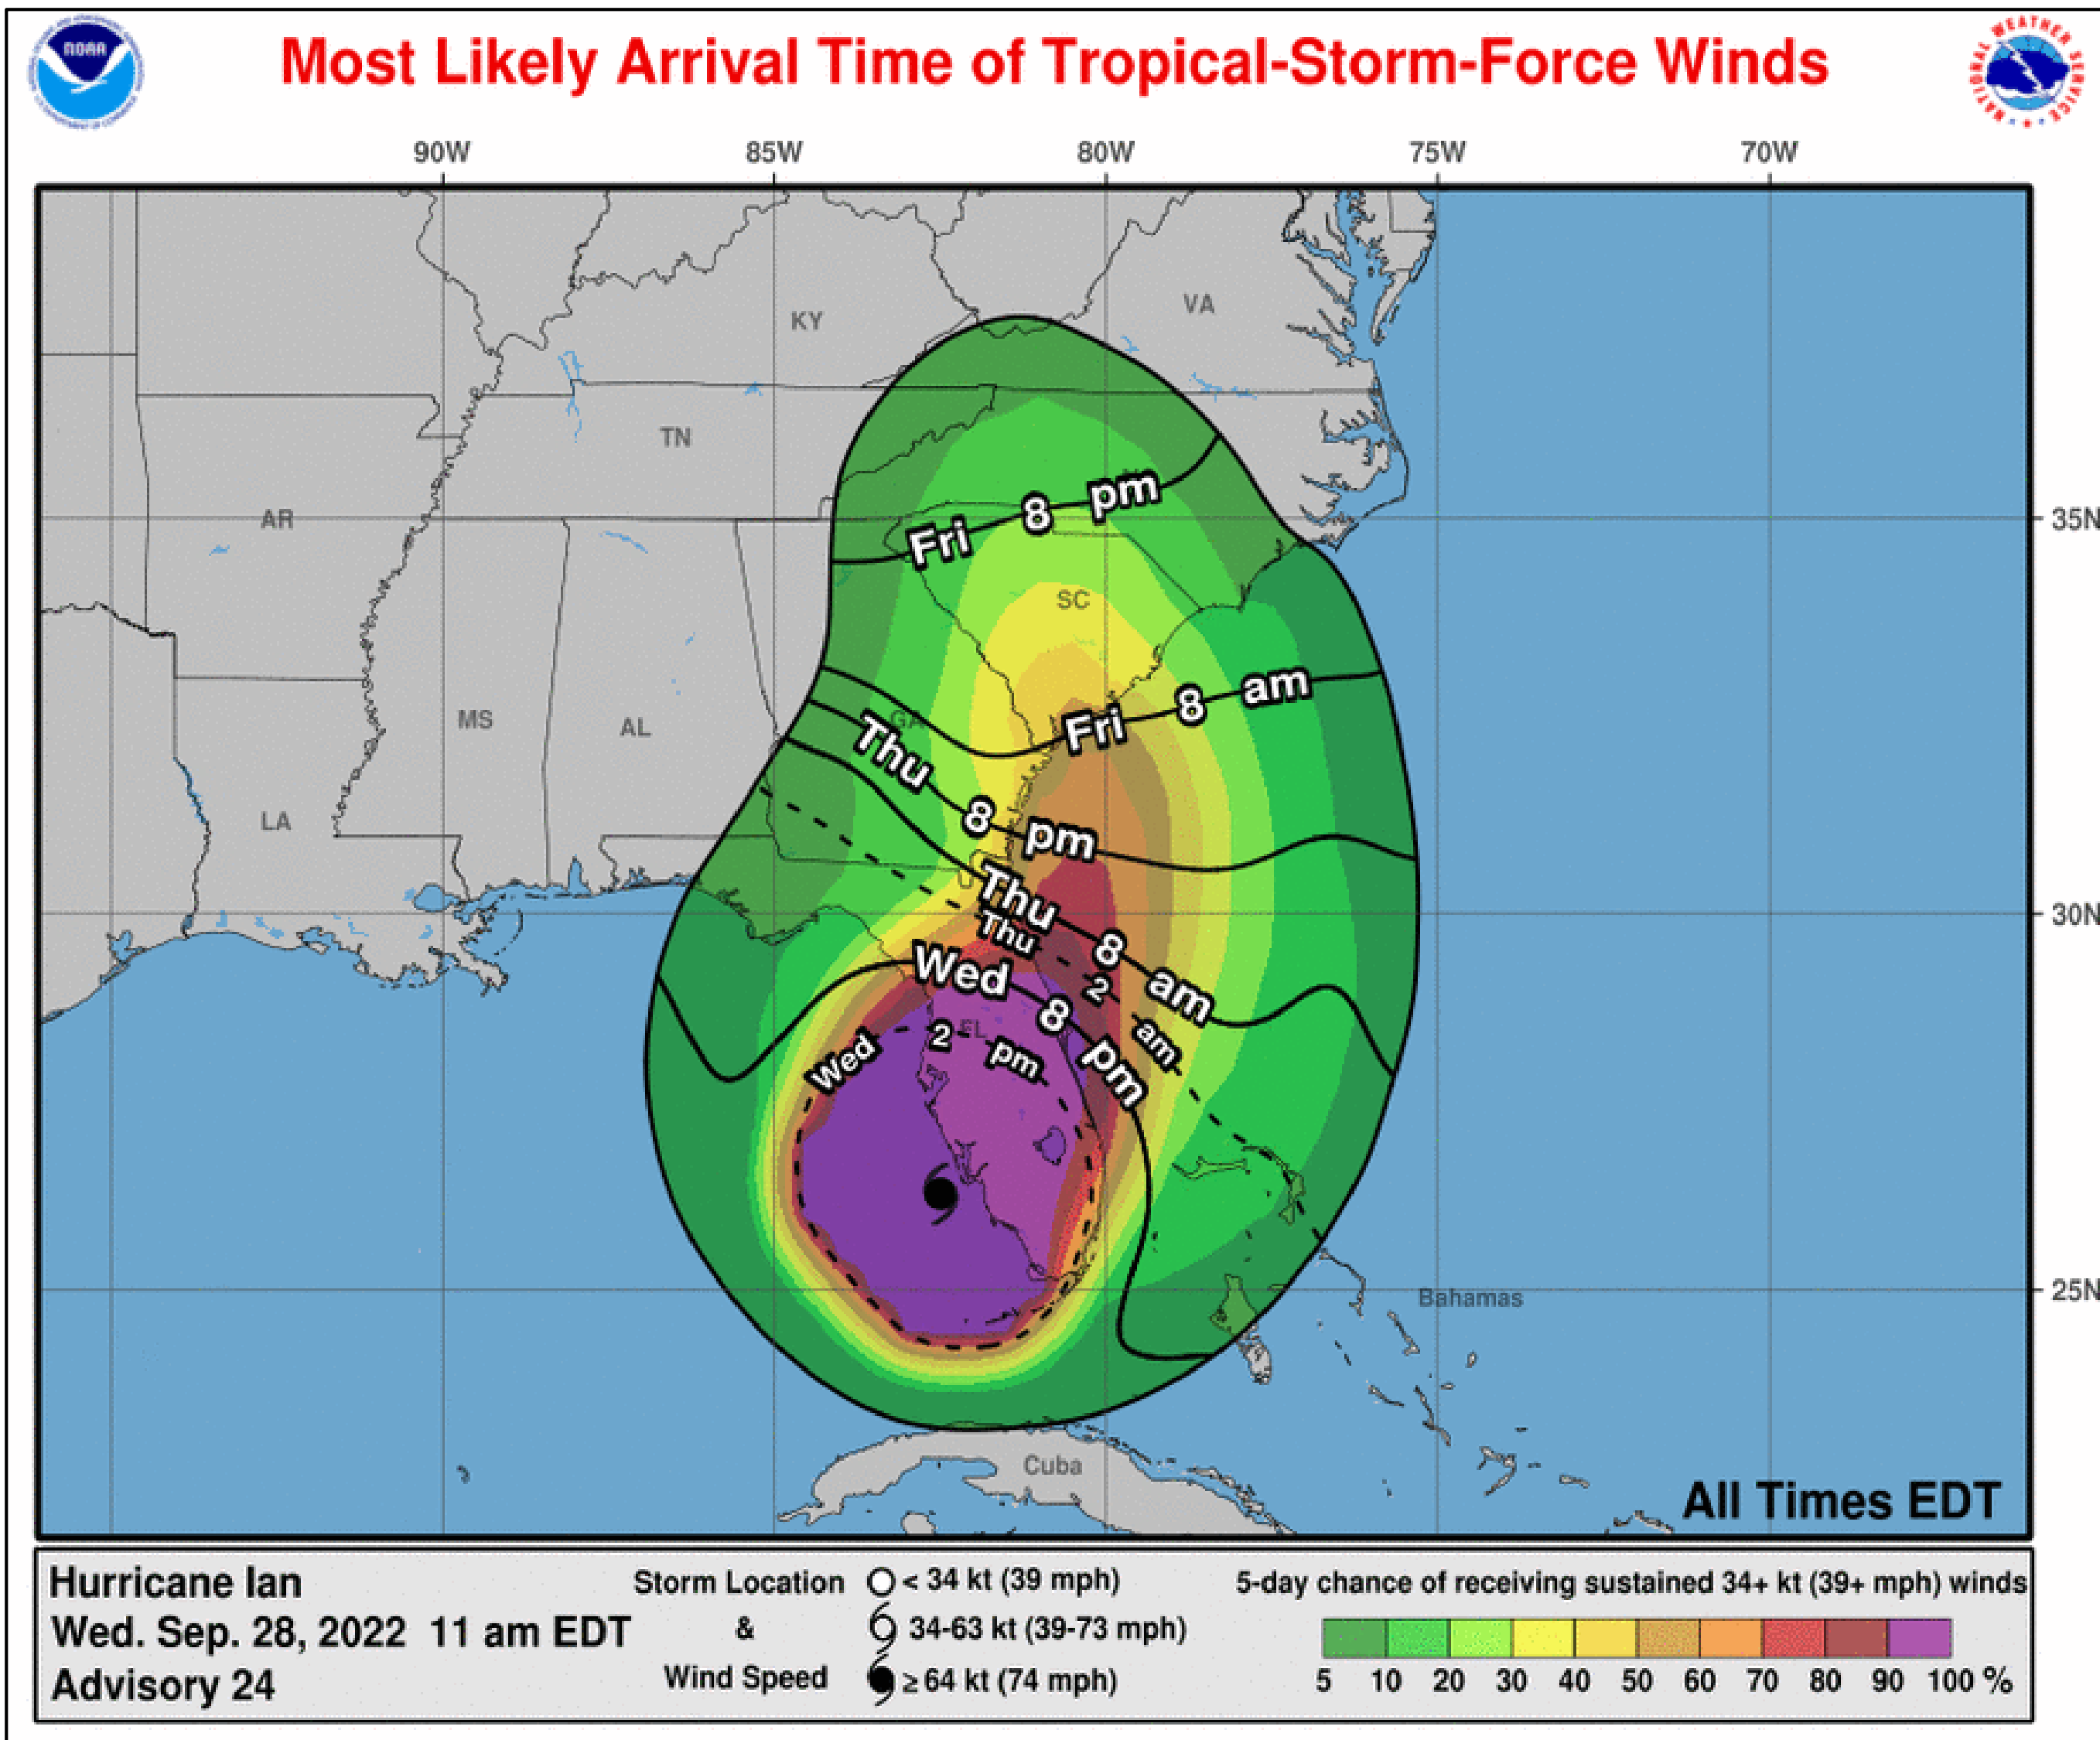 NOAA
Most Likely Arrival Time of Tropical-Storm-Force Winds
NATIONAL WEATHER SERVICE
90W 85W 80W 75W 70W
KY
VA
TN
AR
35N
Fri 8 pm
SC
MS
AL
GA
Fri 8 am
LA
Thu 8 pm
30N
Thu 8 am
Thu 2 am
Wed 8 pm
FL
Wed 2 pm
25N
Bahamas
Cuba
All Times EDT
Hurricane Ian
Wed. Sep. 28, 2022 11 am EDT
Advisory 24
Storm Location
&
Wind Speed
< 34 kt (39 mph)
34-63 kt (39-73 mph)
≥ 64 kt (74 mph)
5-day chance of receiving sustained 34+ kt (39+ mph) winds
5 10 20 30 40 50 60 70 80 90 100 %